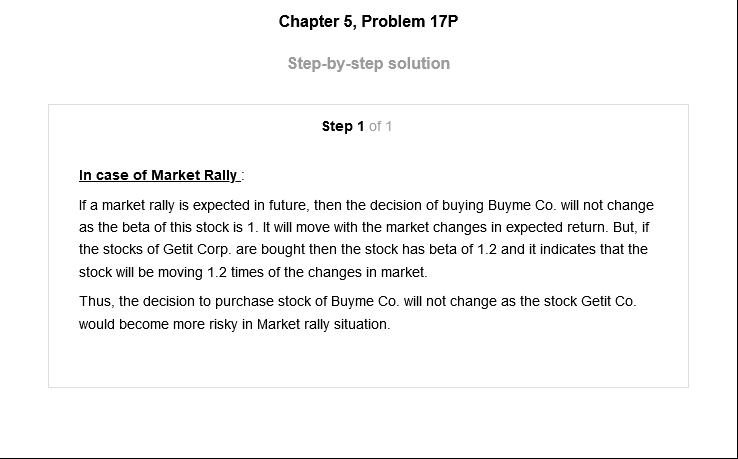 Chapter 5, Problem 17P
Step-by-step solution
Step 1 of 1
In case of Market Rally :
If a market rally is expected in future, then the decision of buying Buyme Co. will not change
as the beta of this stock is 1. It will move with the market changes in expected return. But, if
the stocks of Getit Corp. are bought then the stock has beta of 1.2 and it indicates that the
stock will be moving 1.2 times of the changes in market.
Thus, the decision to purchase stock of Buyme Co. will not change as the stock Getit Co.
would become more risky in Market rally situation.